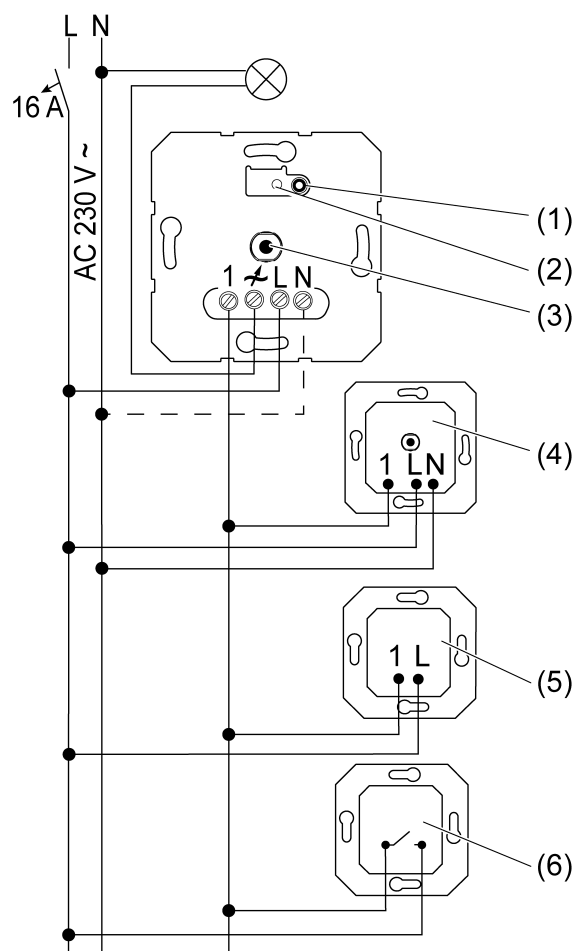 L N
16 A
AC 230 V ~
(1)
(2)
(3)
1 L N
(4)
1 L N
(5)
1 L
(6)